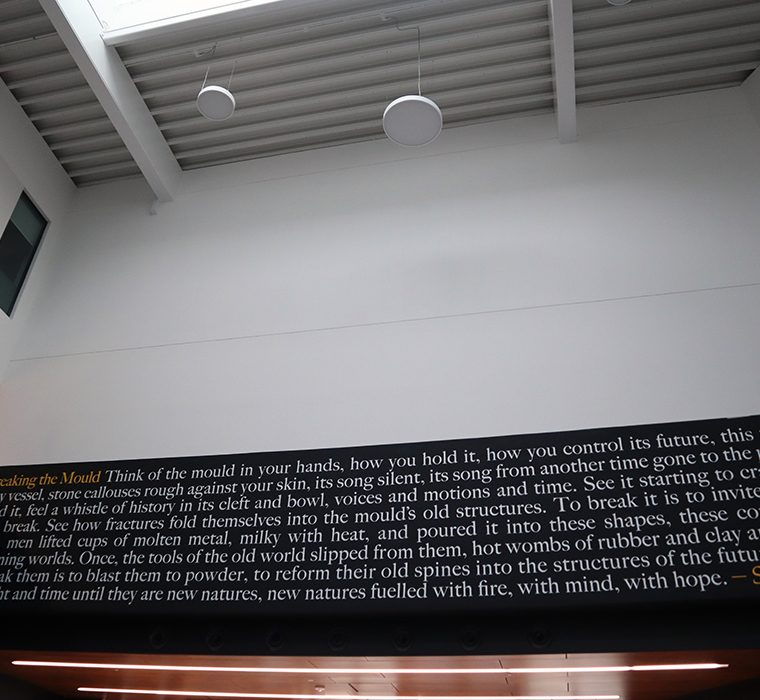 eaking the Mould Think of the mould in your hands, how you hold it, how you control its future, this
y vessel, stone callouses rough against your skin, its song silent, its song from another time gone to the
d it, feel a whistle of history in its cleft and bowl, voices and motions and time. See it starting to cr
break. See how fractures fold themselves into the mould's old structures. To break it is to invite
men lifted cups of molten metal, milky with heat, and poured it into these shapes, these co
ning worlds. Once, the tools of the old world slipped from them, hot wombs of rubber and clay a
ak them is to blast them to powder, to reform their old spines into the structures of the futu
ht and time until they are new natures, new natures fuelled with fire, with mind, with hope. – S